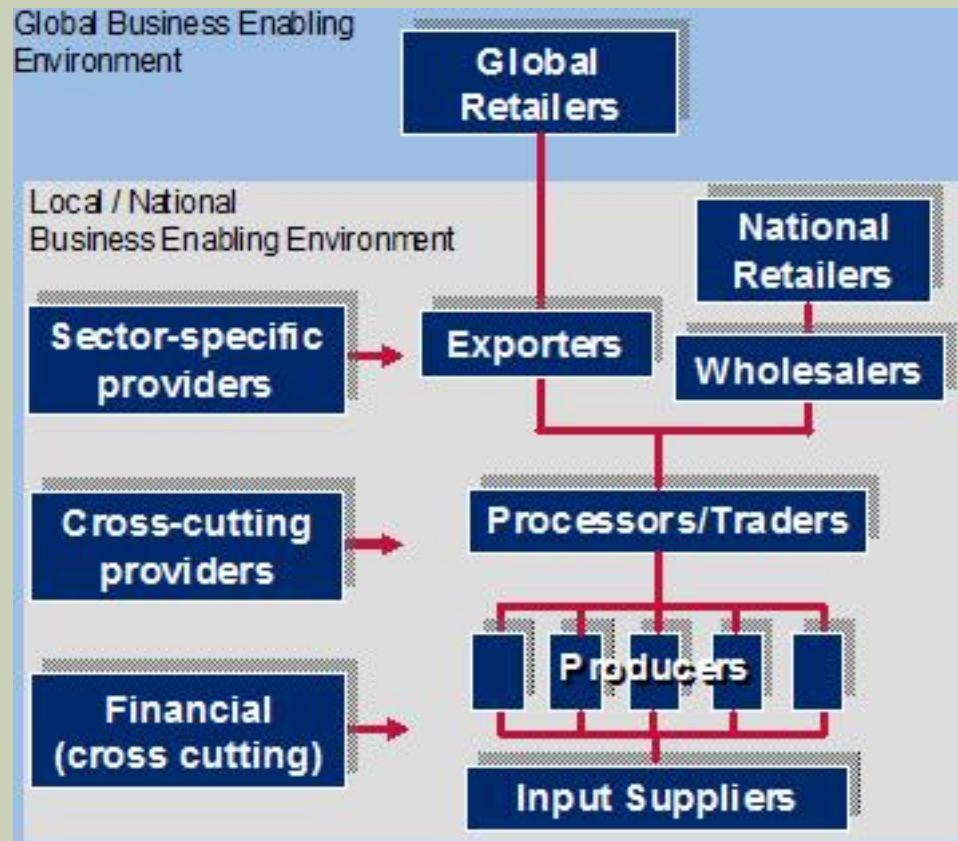 Global Business Enabling
Environment
Global
Retailers
Local / National
Business Enabling Environment
National
Retailers
Sector-specific
providers
Exporters
Wholesalers
Cross-cutting
providers
Processors/Traders
Producers
Financial
(cross cutting)
Input Suppliers